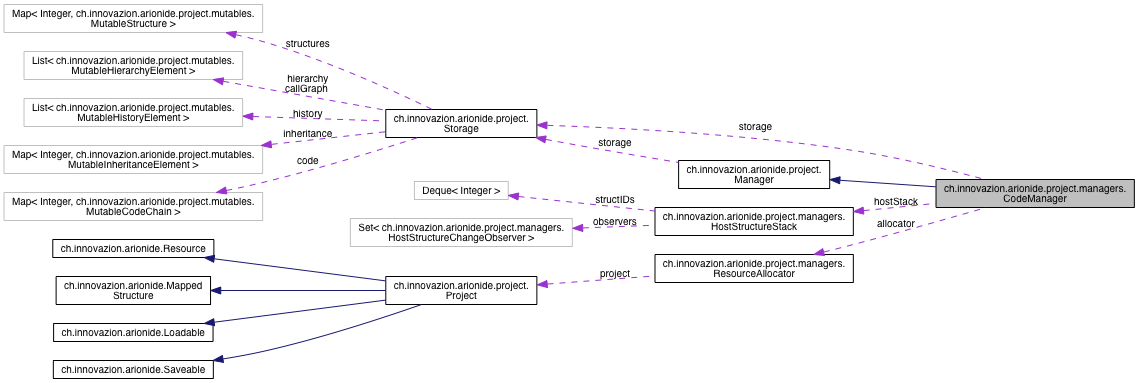 Map< Integer, ch.innovazion.arionide.project.mutables.
MutableStructure >
structures
List< ch.innovazion.arionide.project.mutables.
MutableHierarchyElement >
hierarchy
callGraph
List< ch.innovazion.arionide.project.mutables.
MutableHistoryElement >
history
Map< Integer, ch.innovazion.arionide.project.mutables.
MutableInheritanceElement >
inheritance
Map< Integer, ch.innovazion.arionide.project.mutables.
MutableCodeChain >
code
ch.innovazion.arionide.project.
Storage
storage
storage
ch.innovazion.arionide.project.
Manager
ch.innovazion.arionide.project.managers.
CodeManager
Deque< Integer >
structIDs
Set< ch.innovazion.arionide.project.managers.
HostStructureChangeObserver >
observers
ch.innovazion.arionide.project.managers.
HostStructureStack
hostStack
allocator
ch.innovazion.arionide.project.managers.
ResourceAllocator
project
ch.innovazion.arionide.project.
Project
ch.innovazion.arionide.Resource
ch.innovazion.arionide.Mapped
Structure
ch.innovazion.arionide.Loadable
ch.innovazion.arionide.Saveable